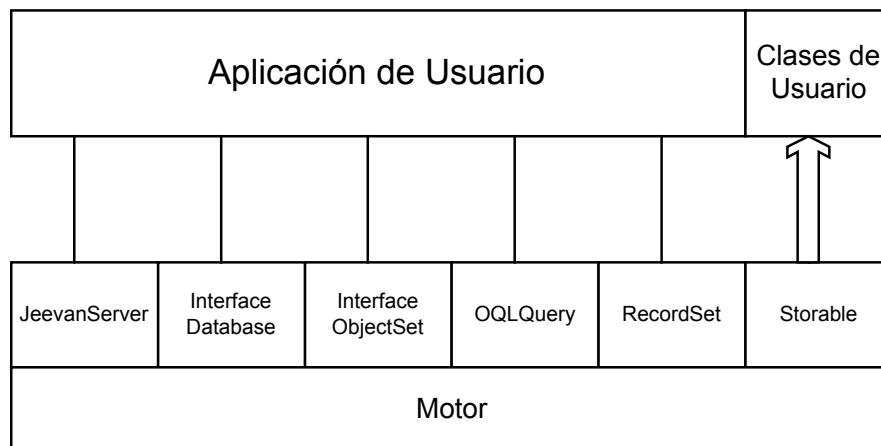 Aplicación de Usuario
Clases de
Usuario
JeevanServer
Interface
Database
Interface
ObjectSet
OQLQuery
RecordSet
Storable
Motor